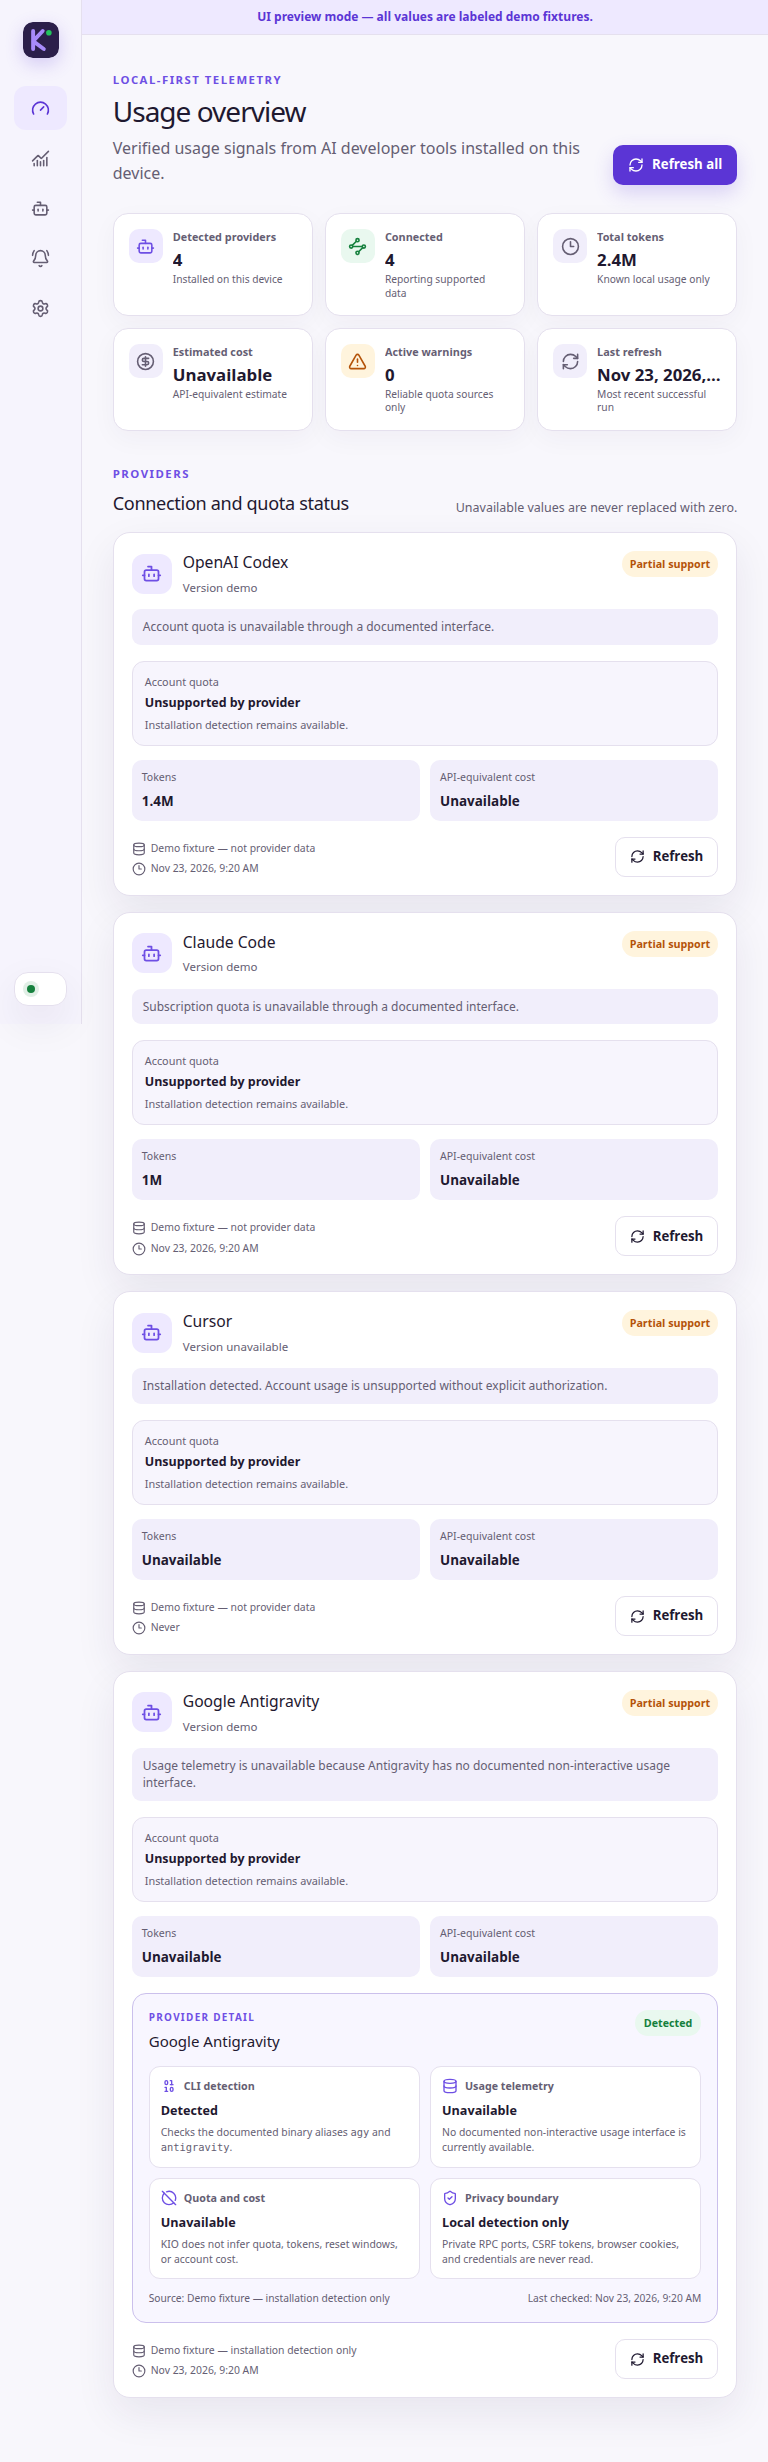 UI preview mode — all values are labeled demo fixtures.
K
LOCAL-FIRST TELEMETRY
Usage overview
Verified usage signals from AI developer tools installed on this
device.
Refresh all
Detected providers
4
Installed on this device
Connected
4
Reporting supported
data
Total tokens
2.4M
Known local usage only
Estimated cost
Unavailable
API-equivalent estimate
Active warnings
0
Reliable quota sources
only
Last refresh
Nov 23, 2026,...
Most recent successful
run
PROVIDERS
Connection and quota status
Unavailable values are never replaced with zero.
OpenAI Codex
Version demo
Partial support
Account quota is unavailable through a documented interface.
Account quota
Unsupported by provider
Installation detection remains available.
Tokens
1.4M
API-equivalent cost
Unavailable
Demo fixture — not provider data
Nov 23, 2026, 9:20 AM
Refresh
Claude Code
Version demo
Partial support
Subscription quota is unavailable through a documented interface.
Account quota
Unsupported by provider
Installation detection remains available.
Tokens
1M
API-equivalent cost
Unavailable
Demo fixture — not provider data
Nov 23, 2026, 9:20 AM
Refresh
Cursor
Version unavailable
Partial support
Installation detected. Account usage is unsupported without explicit authorization.
Account quota
Unsupported by provider
Installation detection remains available.
Tokens
Unavailable
API-equivalent cost
Unavailable
Demo fixture — not provider data
Never
Refresh
Google Antigravity
Version demo
Partial support
Usage telemetry is unavailable because Antigravity has no documented non-interactive usage
interface.
Account quota
Unsupported by provider
Installation detection remains available.
Tokens
Unavailable
API-equivalent cost
Unavailable
PROVIDER DETAIL
Google Antigravity
Detected
CLI detection
Detected
Checks the documented binary aliases agy and
antigravity.
Usage telemetry
Unavailable
No documented non-interactive usage interface is
currently available.
Quota and cost
Unavailable
KIO does not infer quota, tokens, reset windows,
or account cost.
Privacy boundary
Local detection only
Private RPC ports, CSRF tokens, browser cookies,
and credentials are never read.
Source: Demo fixture — installation detection only
Last checked: Nov 23, 2026, 9:20 AM
Demo fixture — installation detection only
Nov 23, 2026, 9:20 AM
Refresh